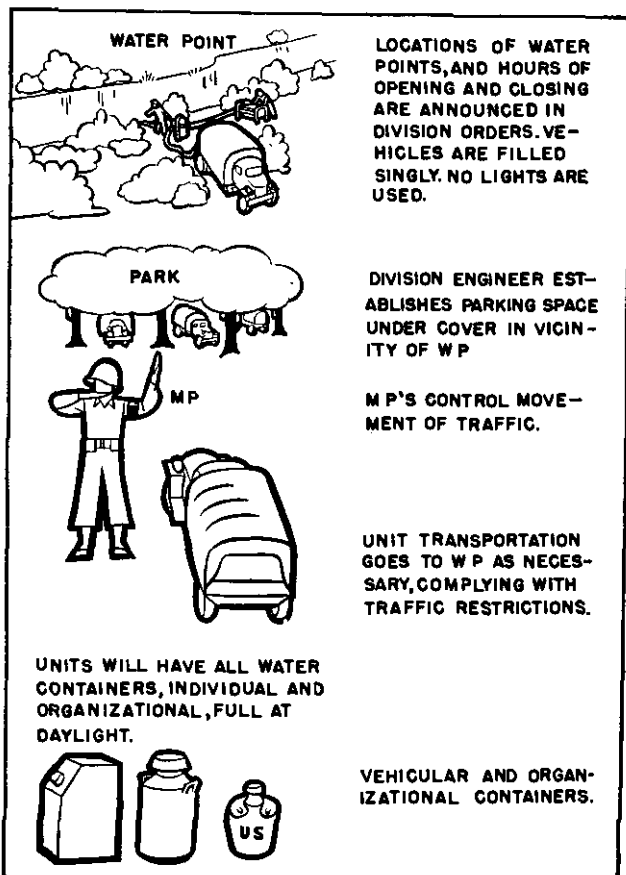 WATER POINT
LOCATIONS OF WATER
POINTS, AND HOURS OF
OPENING AND CLOSING
ARE ANNOUNCED IN
DIVISION ORDERS. VE-
HICLES ARE FILLED
SINGLY. NO LIGHTS ARE
USED.
PARK
DIVISION ENGINEER EST-
ABLISHES PARKING SPACE
UNDER COVER IN VICIN-
ITY OF W P
MP
M P'S CONTROL MOVE-
MENT OF TRAFFIC.
UNIT TRANSPORTATION
GOES TO W P AS NECES-
SARY, COMPLYING WITH
TRAFFIC RESTRICTIONS.
UNITS WILL HAVE ALL WATER
CONTAINERS, INDIVIDUAL AND
ORGANIZATIONAL, FULL AT
DAYLIGHT.
VEHICULAR AND ORGAN-
IZATIONAL CONTAINERS.
US